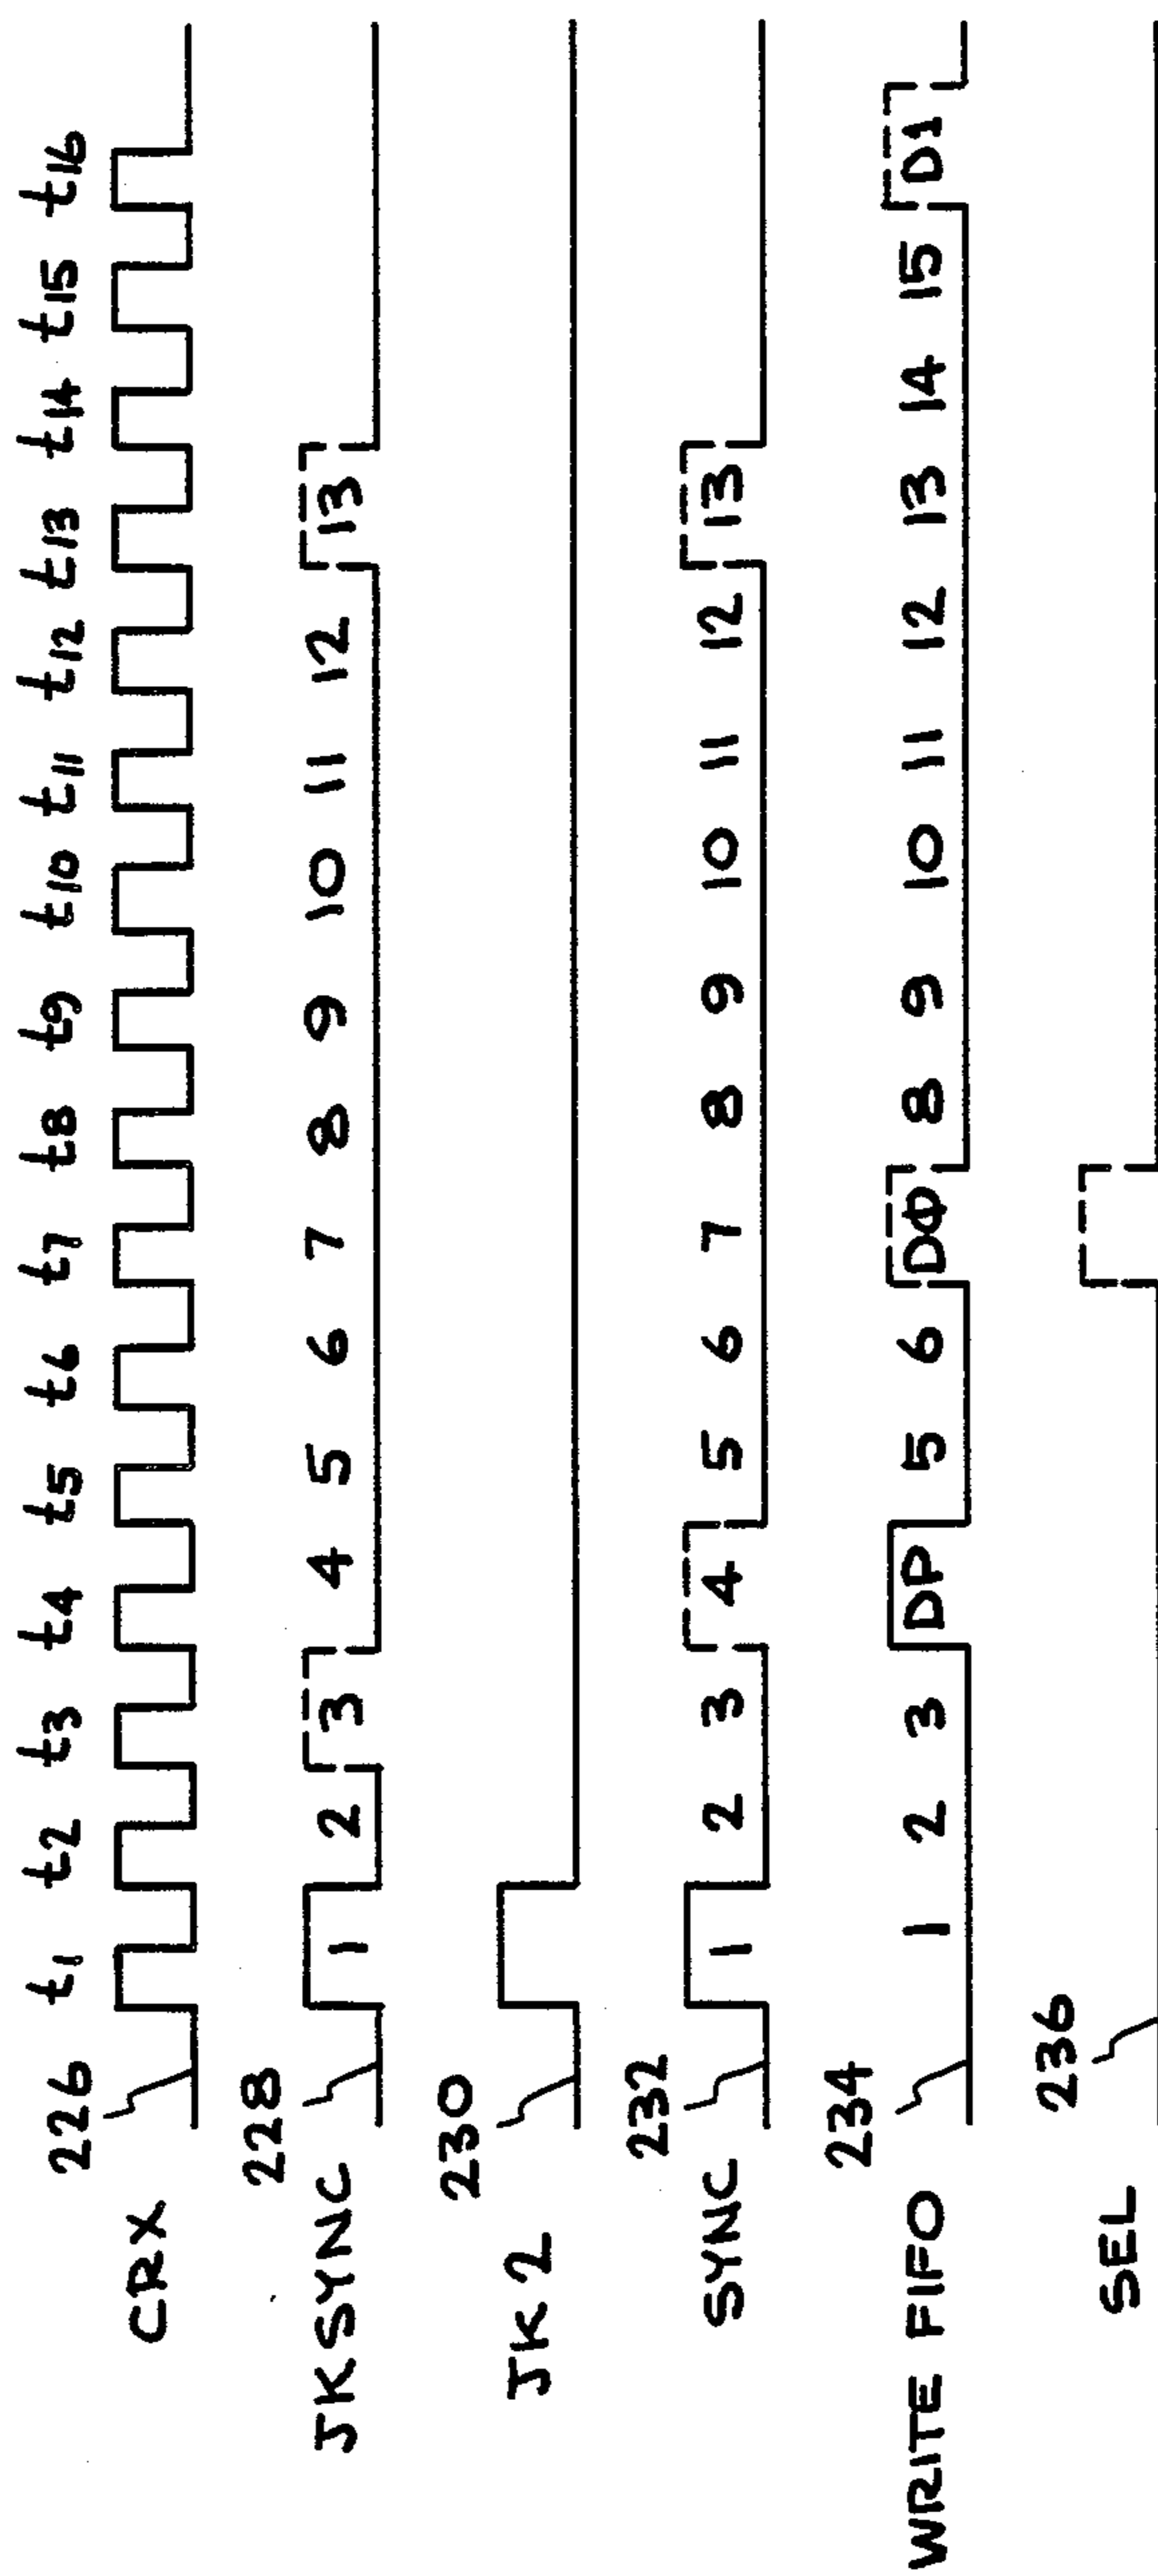 t1 t2 t3 t4 t5 t6 t7 t8 t9 t10 t11 t12 t13 t14 t15 t16
226
CRX
228
JKSYNC 1 2 3 4 5 6 7 8 9 10 11 12 13
230
JK2
232
SYNC 1 2 3 4 5 6 7 8 9 10 11 12 13
234
WRITE FIFO 1 2 3 DP 5 6 DΦ 8 9 10 11 12 13 14 15 D1
236
SEL